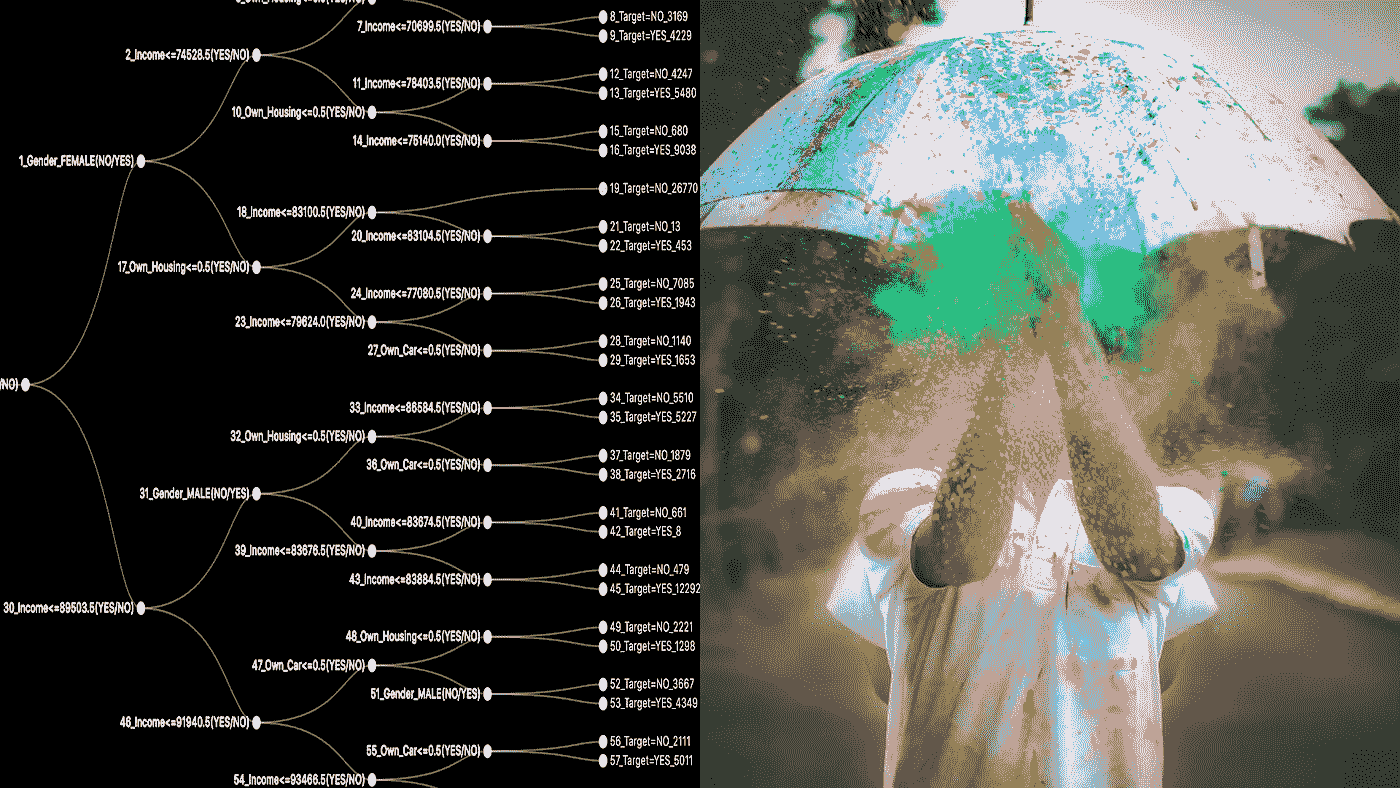 7_Income<=70699.5(YES/NO)
8_Target=NO_3169
9_Target=YES_4229
2_Income<=74528.5(YES/NO)
11_Income<=76403.5(YES/NO)
12_Target=NO_4247
13_Target=YES_5480
10_Own_Housing<=0.5(YES/NO)
14_Income<=75140.0(YES/NO)
15_Target=NO_680
16_Target=YES_9038
1_Gender_FEMALE(NO/YES)
19_Target=NO_26770
18_Income<=83100.5(YES/NO)
20_Income<=83104.5(YES/NO)
21_Target=NO_13
22_Target=YES_453
17_Own_Housing<=0.5(YES/NO)
24_Income<=77080.5(YES/NO)
25_Target=NO_7085
26_Target=YES_1943
23_Income<=79624.0(YES/NO)
27_Own_Car<=0.5(YES/NO)
28_Target=NO_1140
29_Target=YES_1653
/NO)
33_Income<=86584.5(YES/NO)
34_Target=NO_5510
35_Target=YES_5227
32_Own_Housing<=0.5(YES/NO)
36_Own_Car<=0.5(YES/NO)
37_Target=NO_1879
38_Target=YES_2716
31_Gender_MALE(NO/YES)
40_Income<=83674.5(YES/NO)
41_Target=NO_661
42_Target=YES_8
39_Income<=83676.5(YES/NO)
43_Income<=83884.5(YES/NO)
44_Target=NO_479
45_Target=YES_12292
30_Income<=89503.5(YES/NO)
48_Own_Housing<=0.5(YES/NO)
49_Target=NO_2221
50_Target=YES_1298
47_Own_Car<=0.5(YES/NO)
51_Gender_MALE(NO/YES)
52_Target=NO_3667
53_Target=YES_4349
46_Income<=91940.5(YES/NO)
55_Own_Car<=0.5(YES/NO)
56_Target=NO_2111
57_Target=YES_5011
54_Income<=93466.5(YES/NO)